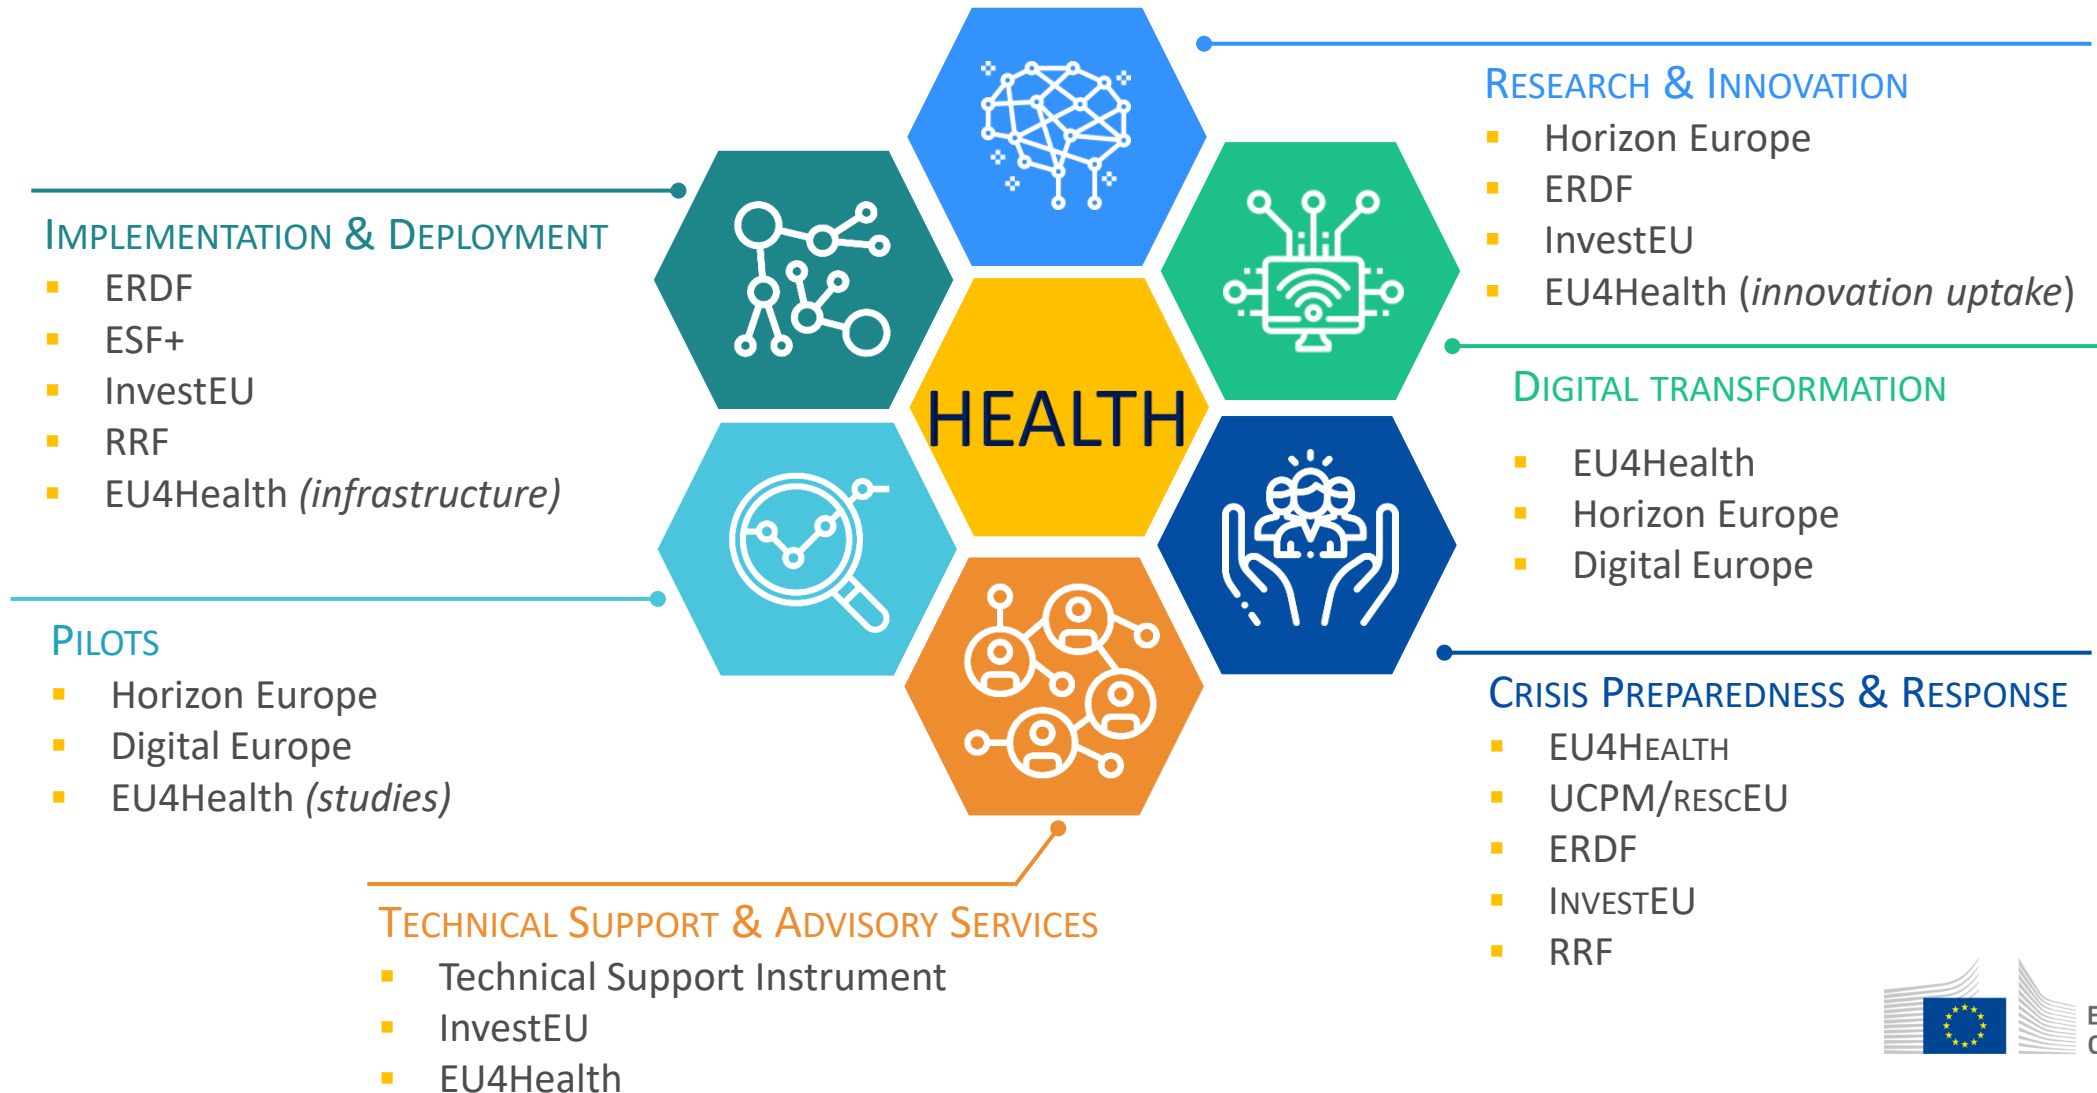 RESEARCH & INNOVATION
Horizon Europe
ERDF
InvestEU
EU4Health (innovation uptake)
IMPLEMENTATION & DEPLOYMENT
ERDF
ESF+
InvestEU
RRF
EU4Health (infrastructure)
HEALTH
DIGITAL TRANSFORMATION
EU4Health
Horizon Europe
Digital Europe
PILOTS
Horizon Europe
Digital Europe
EU4Health (studies)
CRISIS PREPAREDNESS & RESPONSE
EU4HEALTH
UCPM/RESCEU
ERDF
INVESTEU
RRF
TECHNICAL SUPPORT & ADVISORY SERVICES
Technical Support Instrument
InvestEU
EU4Health